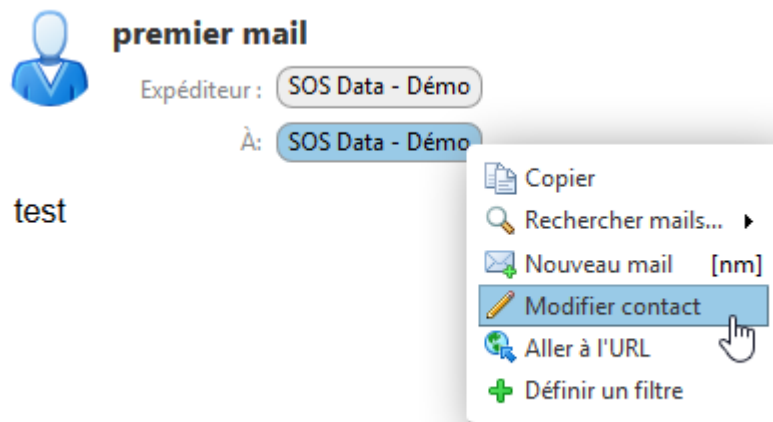 premier mail
Expéditeur : SOS Data - Démo
À: SOS Data - Démo
test
Copier
Rechercher mails...
Nouveau mail [nm]
Modifier contact
Aller à l'URL
Définir un filtre